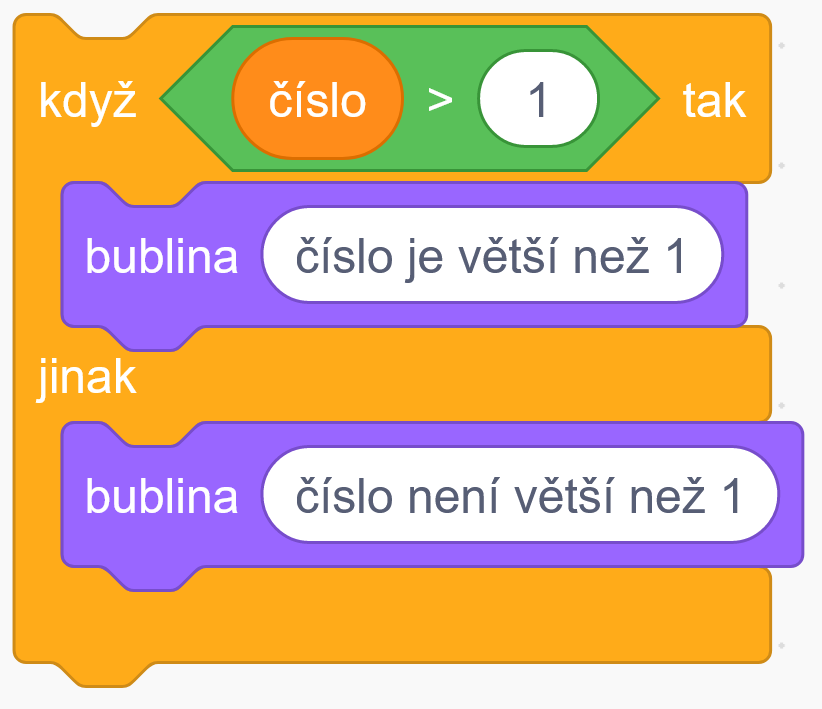 když číslo > 1 tak
bublina číslo je větší než 1
jinak
bublina číslo není větší než 1